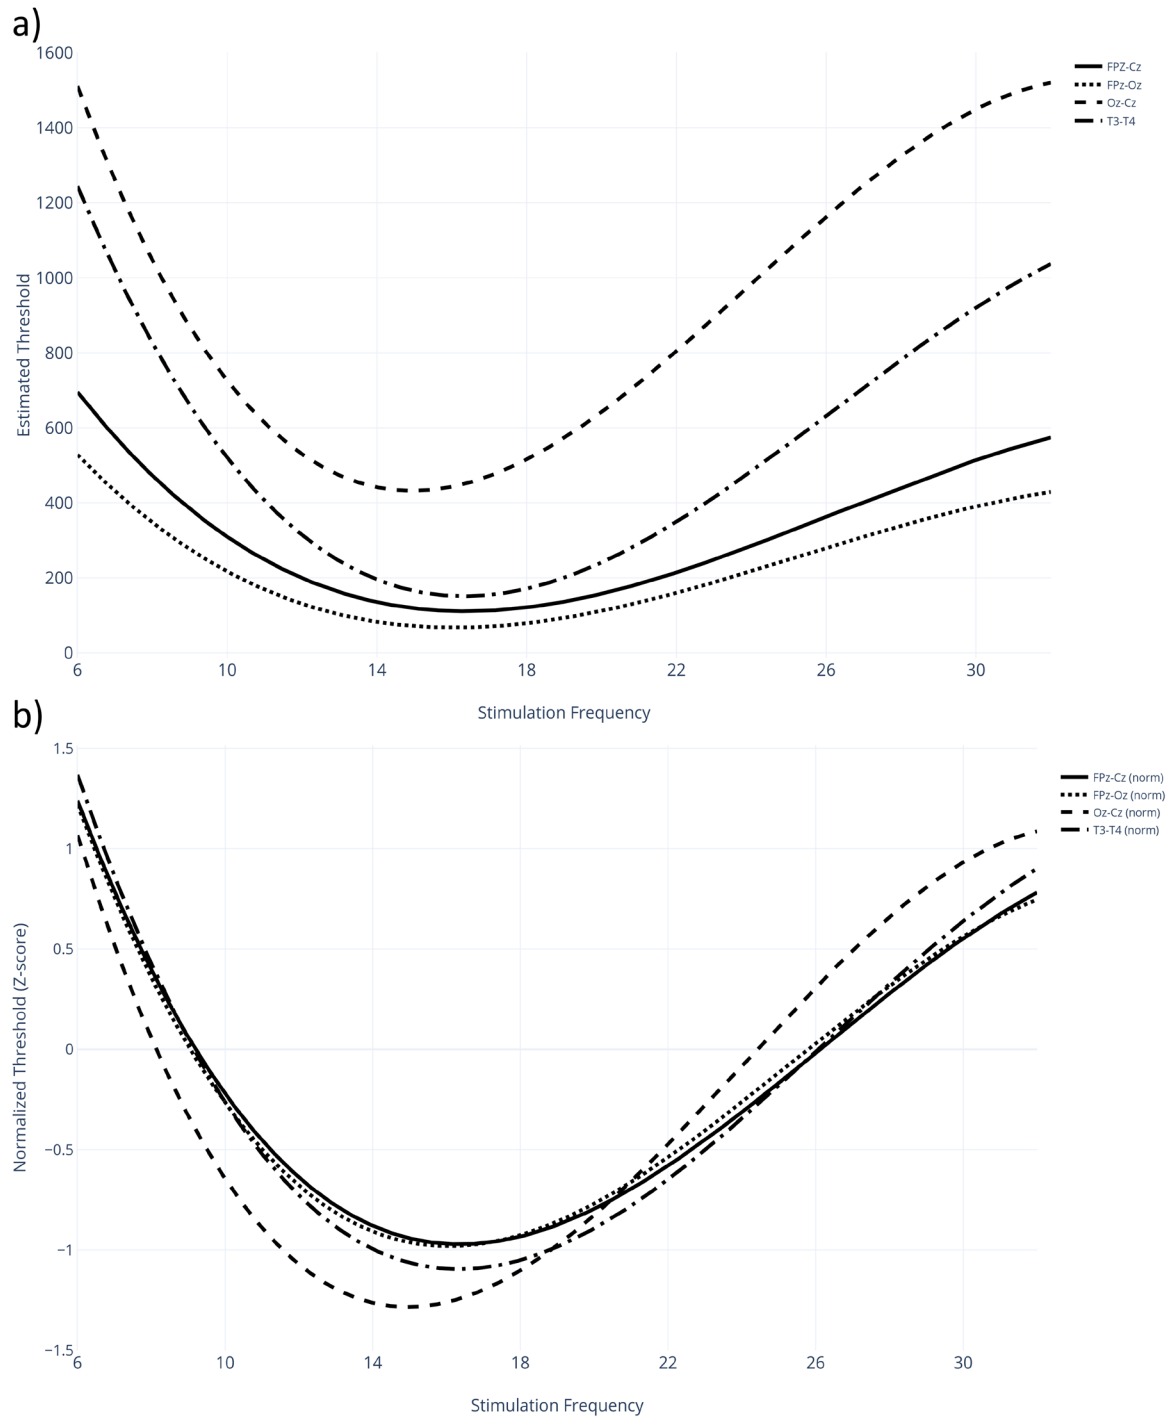 a)
1600
1400
1200
1000
800
600
400
200
0
Estimated Threshold
6 10 14 18 22 26 30
Stimulation Frequency
FPZ-Cz
FPz-Oz
Oz-Cz
T3-T4
b)
1.5
1
0.5
0
−0.5
−1
−1.5
Normalized Threshold (Z-score)
6 10 14 18 22 26 30
Stimulation Frequency
FPz-Cz (norm)
FPz-Oz (norm)
Oz-Cz (norm)
T3-T4 (norm)